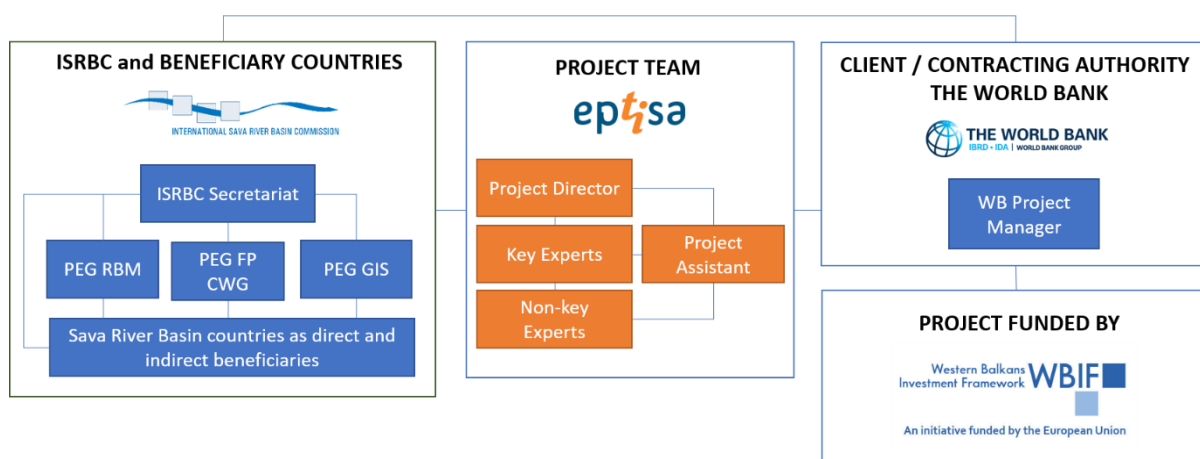 ISRBC and BENEFICIARY COUNTRIES
INTERNATIONAL SAVA RIVER BASIN COMMISSION
ISRBC Secretariat
PEG RBM
PEG FP
CWG
PEG GIS
Sava River Basin countries as direct and
indirect beneficiaries
PROJECT TEAM
eptisa
Project Director
Key Experts
Project
Assistant
Non-key
Experts
CLIENT / CONTRACTING AUTHORITY
THE WORLD BANK
THE WORLD BANK
IBRD • IDA | WORLD BANK GROUP
WB Project
Manager
PROJECT FUNDED BY
Western Balkans
Investment Framework
WBIF
An initiative funded by the European Union